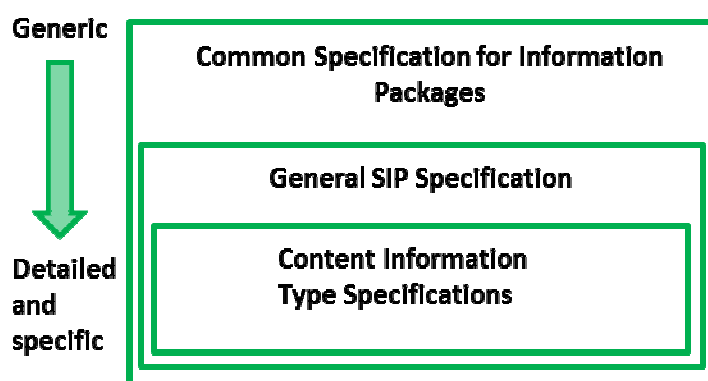 Generic
Common Specification for Information
Packages
General SIP Specification
Content Information
Type Specifications
Detailed
and
specific